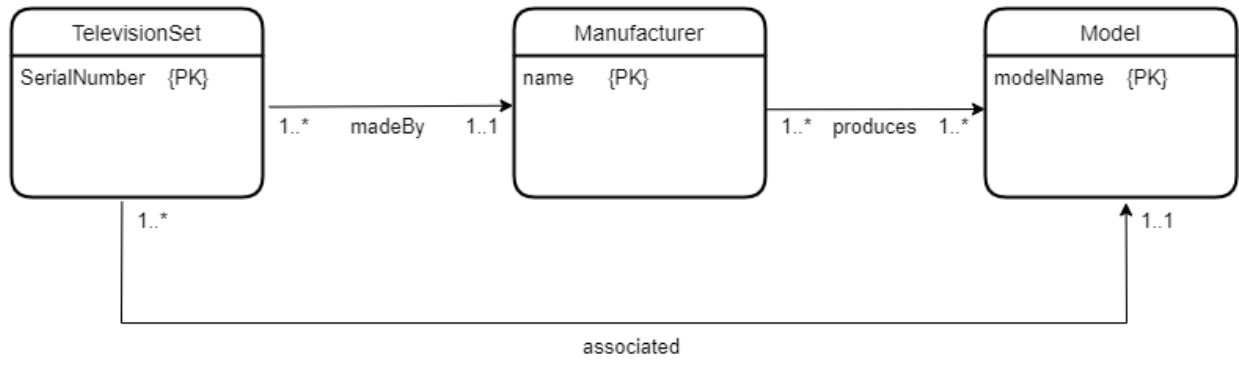 TelevisionSet
SerialNumber {PK}
Manufacturer
name {PK}
Model
modelName {PK}
1..* madeBy 1..1
1..* produces 1..*
1..*
1..1
associated